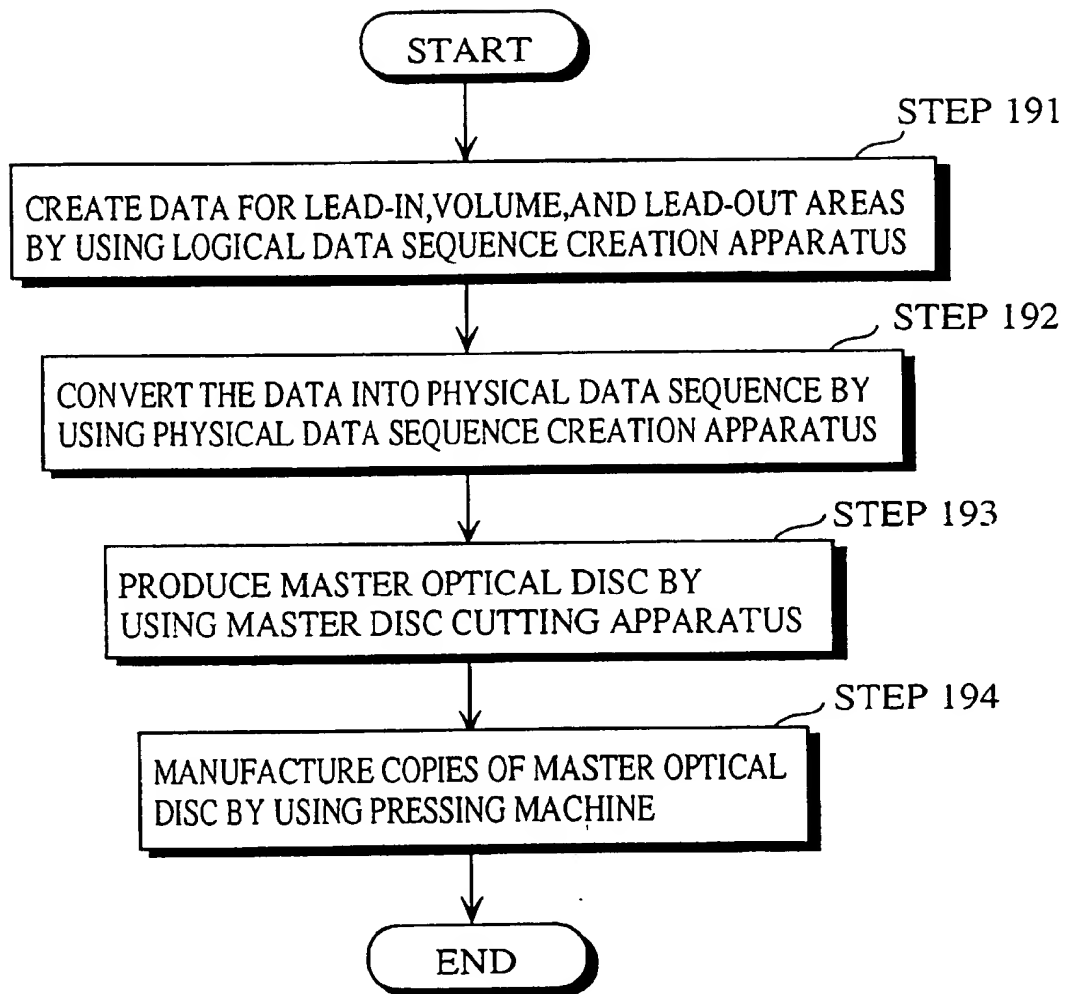 START
STEP 191
CREATE DATA FOR LEAD-IN,VOLUME,AND LEAD-OUT AREAS
BY USING LOGICAL DATA SEQUENCE CREATION APPARATUS
STEP 192
CONVERT THE DATA INTO PHYSICAL DATA SEQUENCE BY
USING PHYSICAL DATA SEQUENCE CREATION APPARATUS
STEP 193
PRODUCE MASTER OPTICAL DISC BY
USING MASTER DISC CUTTING APPARATUS
STEP 194
MANUFACTURE COPIES OF MASTER OPTICAL
DISC BY USING PRESSING MACHINE
END